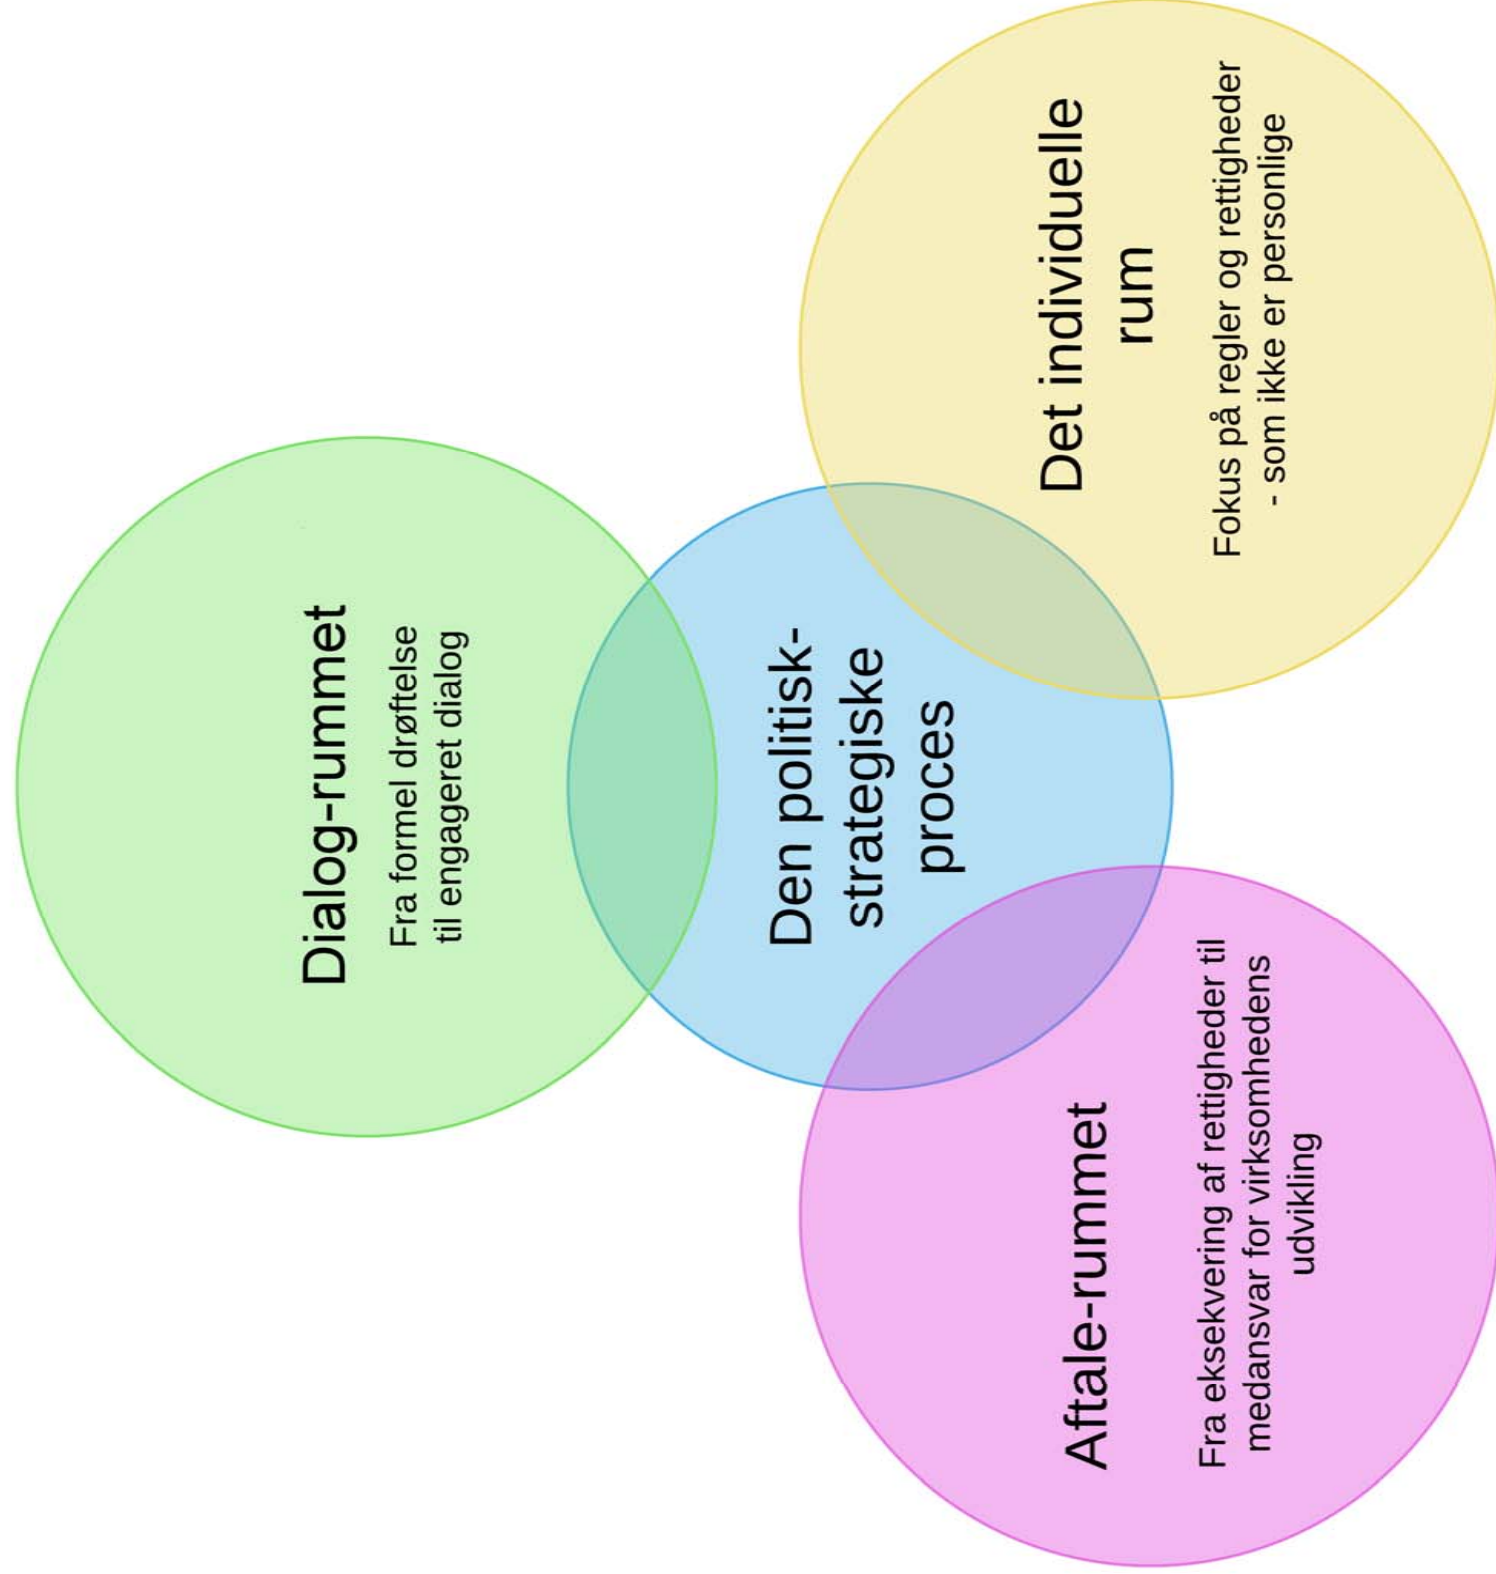 Dialog-rummet
Fra formel drøftelse
til engageret dialog
Den politisk-
strategiske
proces
Aftale-rummet
Fra eksekvering af rettigheder til
medansvar for virksomhedens
udvikling
Det individuelle
rum
Fokus på regler og rettigheder
- som ikke er personlige